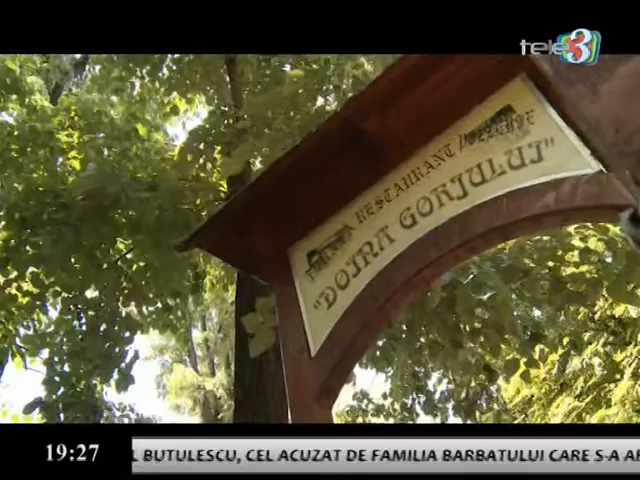 tele3
RESTAURANT
"DOINA GORJULUI"
19:27
BUTULESCU, CEL ACUZAT DE FAMILIA BARBATULUI CARE S-A